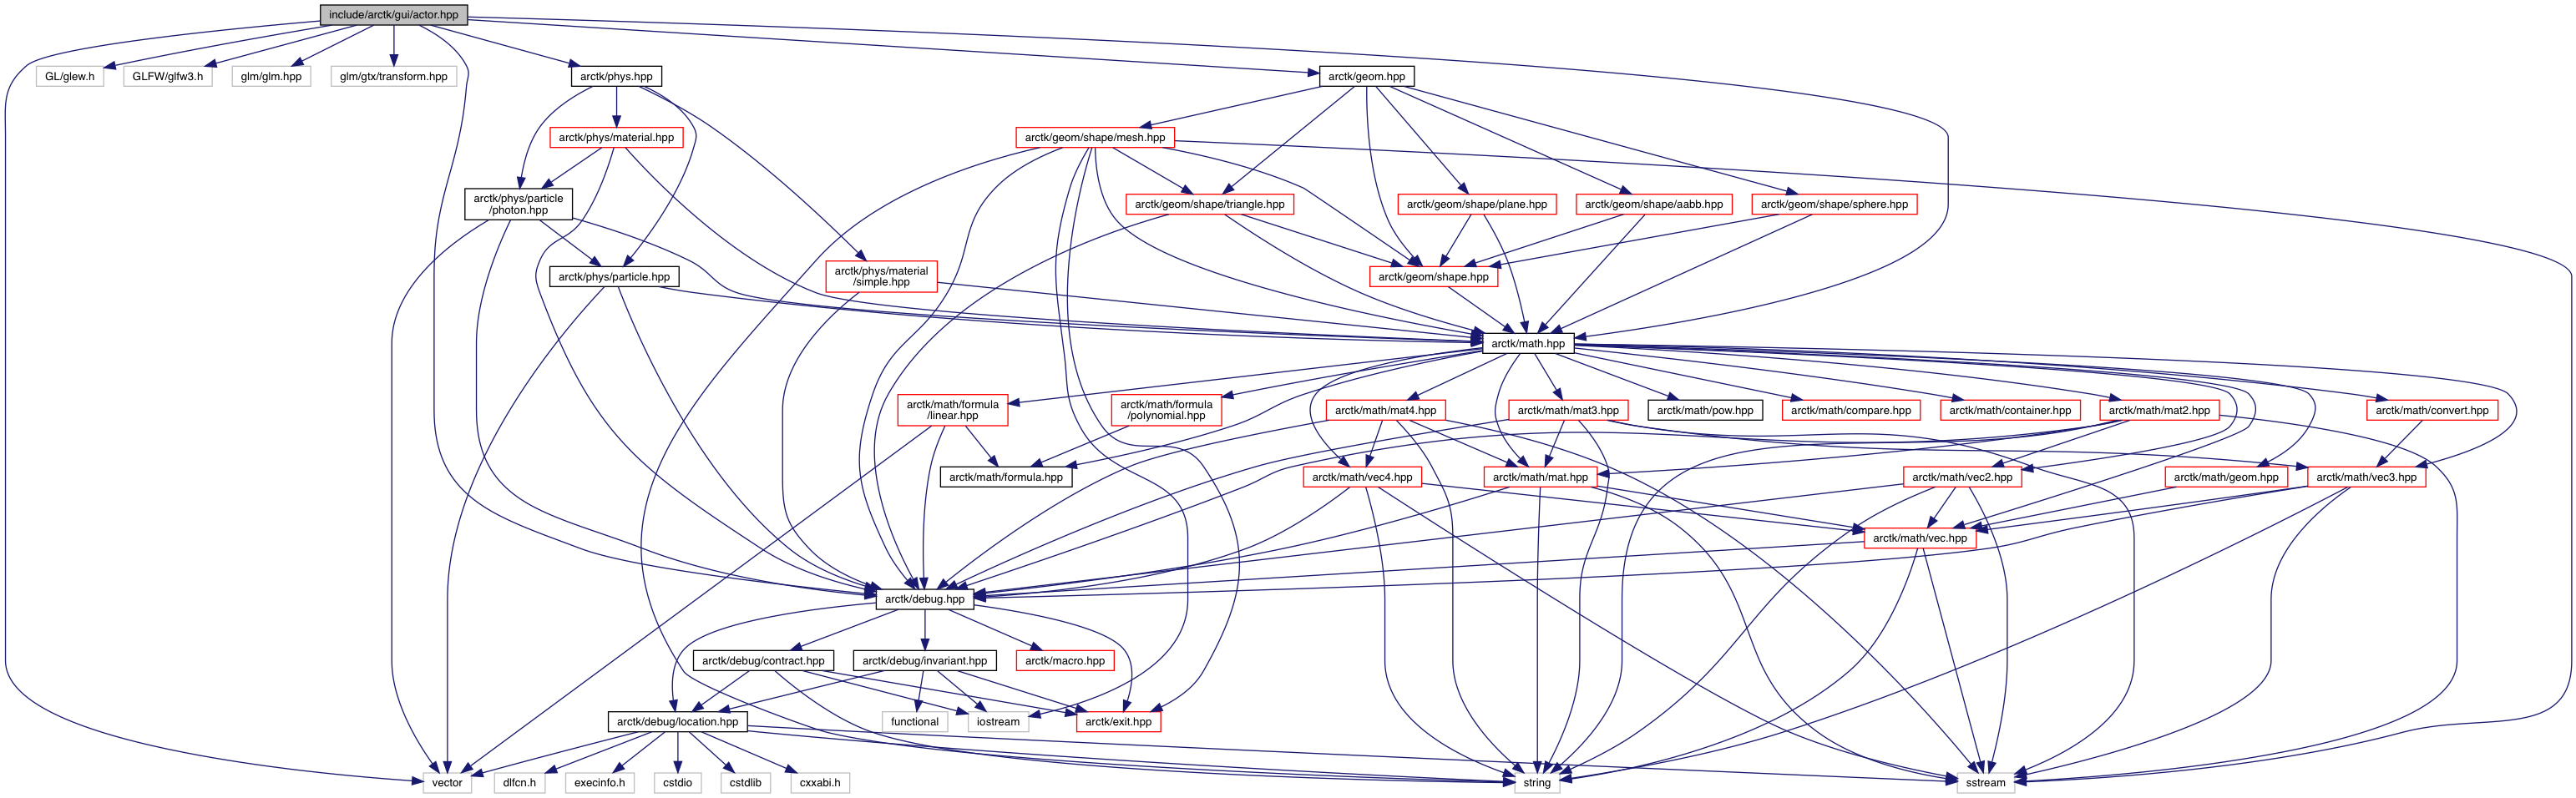 include/arctk/gui/actor.hpp
GL/glew.h
GLFW/glfw3.h
glm/glm.hpp
glm/gtx/transform.hpp
arctk/phys.hpp
arctk/geom.hpp
arctk/phys/material.hpp
arctk/geom/shape/mesh.hpp
arctk/phys/particle
/photon.hpp
arctk/geom/shape/triangle.hpp
arctk/geom/shape/plane.hpp
arctk/geom/shape/aabb.hpp
arctk/geom/shape/sphere.hpp
arctk/phys/particle.hpp
arctk/phys/material
/simple.hpp
arctk/geom/shape.hpp
arctk/math.hpp
arctk/math/formula
/linear.hpp
arctk/math/formula
/polynomial.hpp
arctk/math/mat4.hpp
arctk/math/mat3.hpp
arctk/math/pow.hpp
arctk/math/compare.hpp
arctk/math/container.hpp
arctk/math/mat2.hpp
arctk/math/convert.hpp
arctk/math/formula.hpp
arctk/math/vec4.hpp
arctk/math/mat.hpp
arctk/math/vec2.hpp
arctk/math/geom.hpp
arctk/math/vec3.hpp
arctk/math/vec.hpp
arctk/debug.hpp
arctk/debug/contract.hpp
arctk/debug/invariant.hpp
arctk/macro.hpp
arctk/debug/location.hpp
functional
iostream
arctk/exit.hpp
vector
dlfcn.h
execinfo.h
cstdio
cstdlib
cxxabi.h
string
sstream